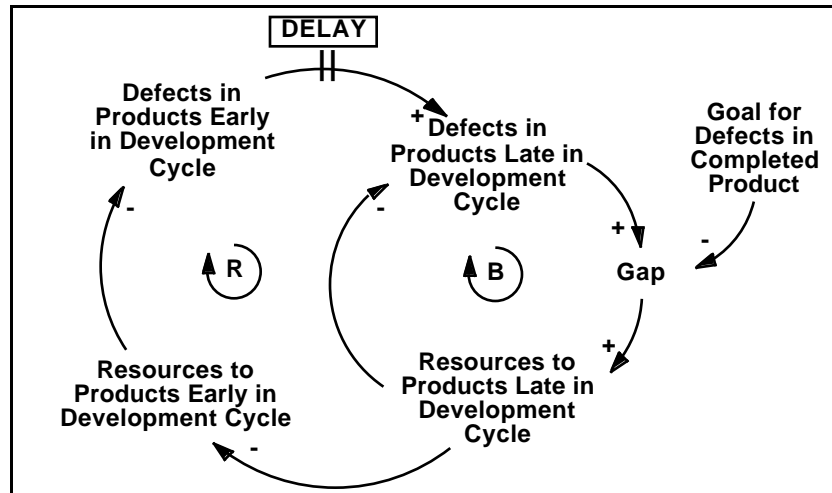 DELAY
Defects in
Products Early
in Development
Cycle
+
Defects in
Products Late in
Development
Cycle
Goal for
Defects in
Completed
Product
-
-
+
-
R
B
Gap
+
Resources to
Products Early in
Development Cycle
Resources to
Products Late in
Development
Cycle
-